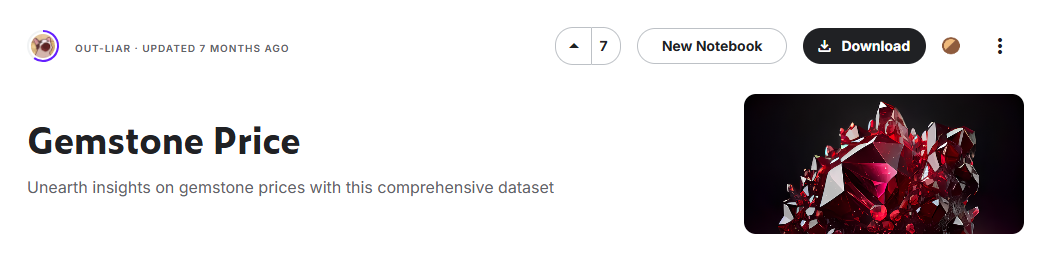 OUT-LIAR · UPDATED 7 MONTHS AGO
7
New Notebook
Download
Gemstone Price
Unearth insights on gemstone prices with this comprehensive dataset